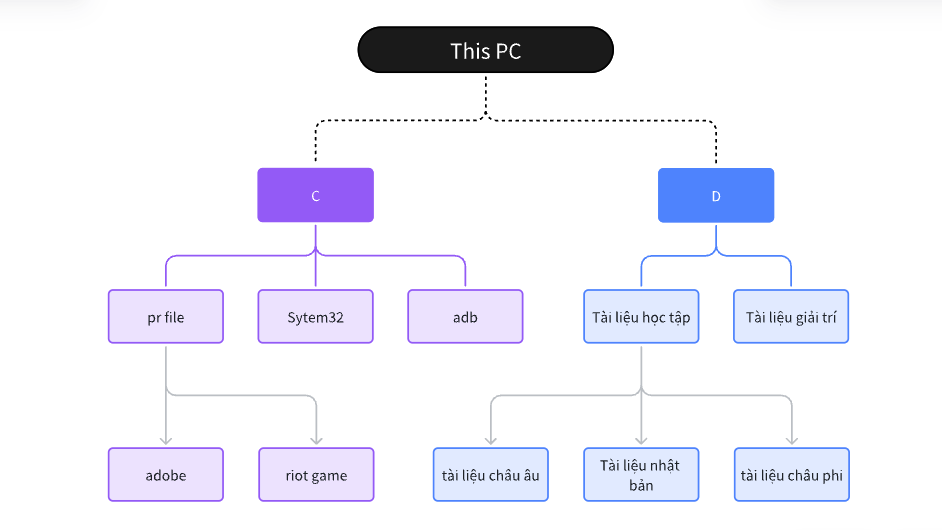 This PC
C
D
pr file
Sytem32
adb
Tài liệu học tập
Tài liệu giải trí
adobe
riot game
tài liệu châu âu
Tài liệu nhật
bản
tài liệu châu phi